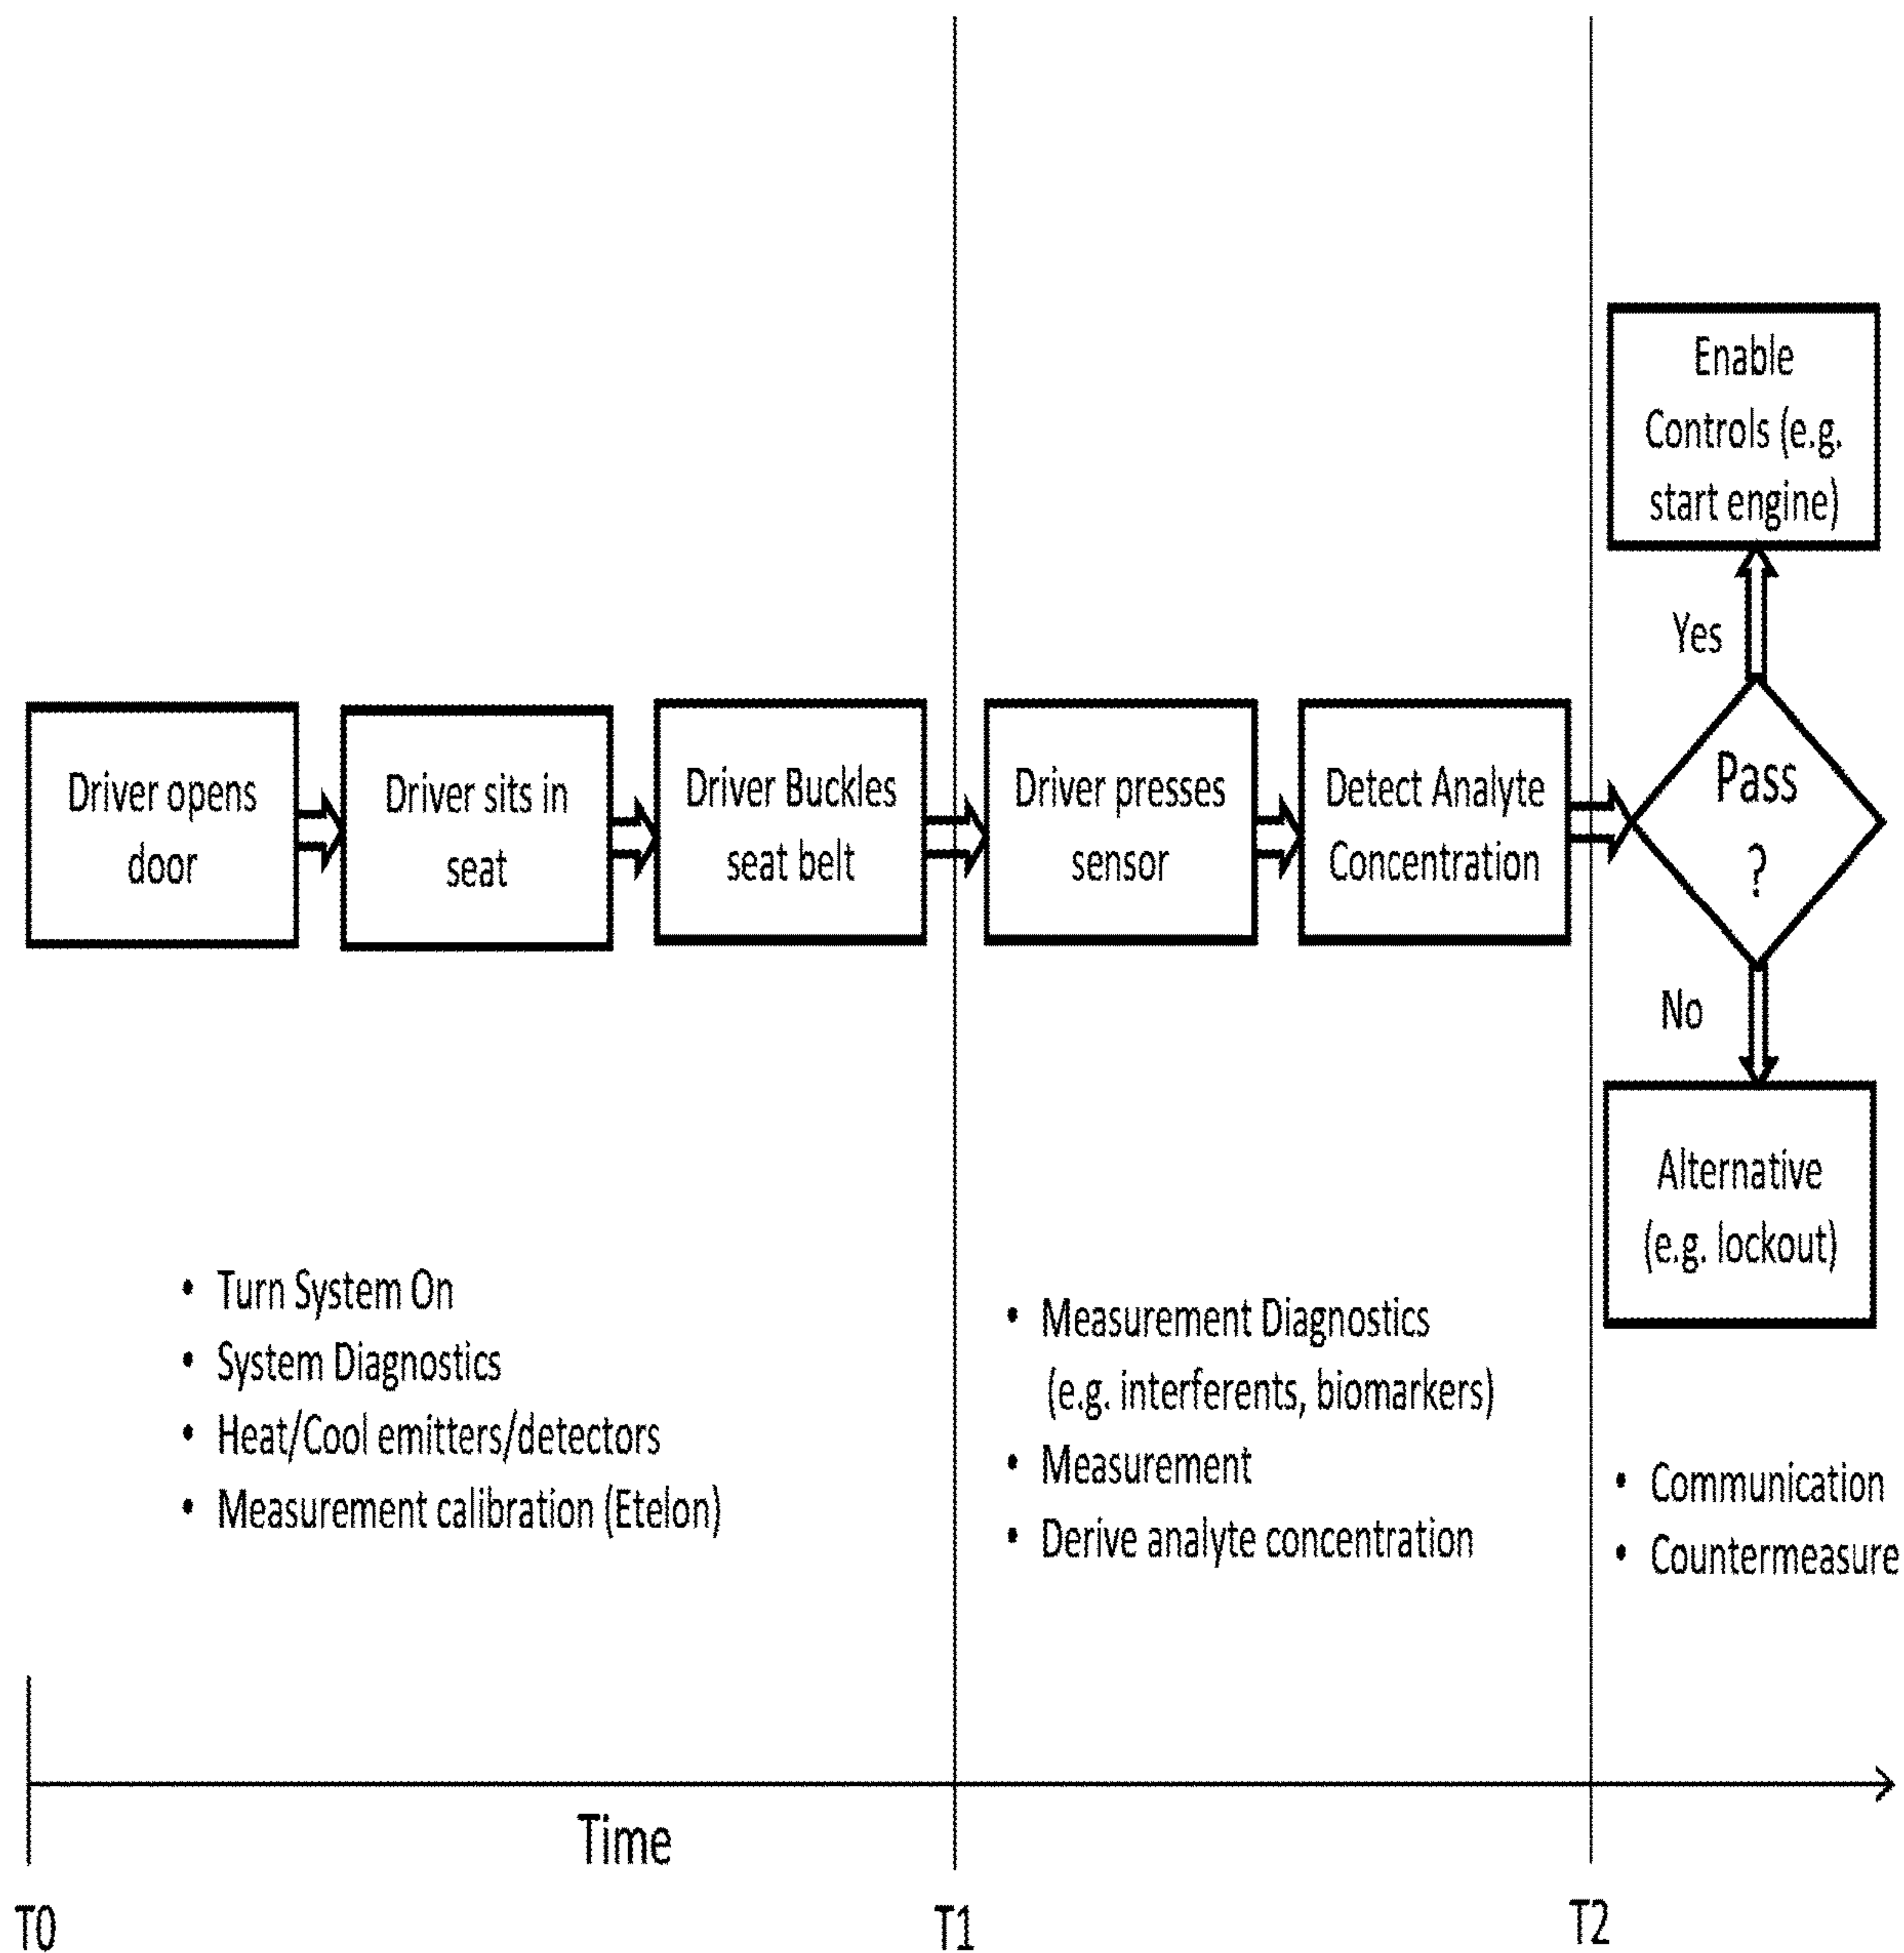 Enable
Controls (e.g.
start engine)
Yes
Driver opens
door
Driver sits in
seat
Driver Buckles
seat belt
Driver presses
sensor
Detect Analyte
Concentration
Pass
?
No
Alternative
(e.g. lockout)
• Turn System On
• System Diagnostics
• Heat/Cool emitters/detectors
• Measurement calibration (Etelon)
• Measurement Diagnostics
(e.g. interferents, biomarkers)
• Measurement
• Derive analyte concentration
• Communication
• Countermeasure
Time
T0
T1
T2